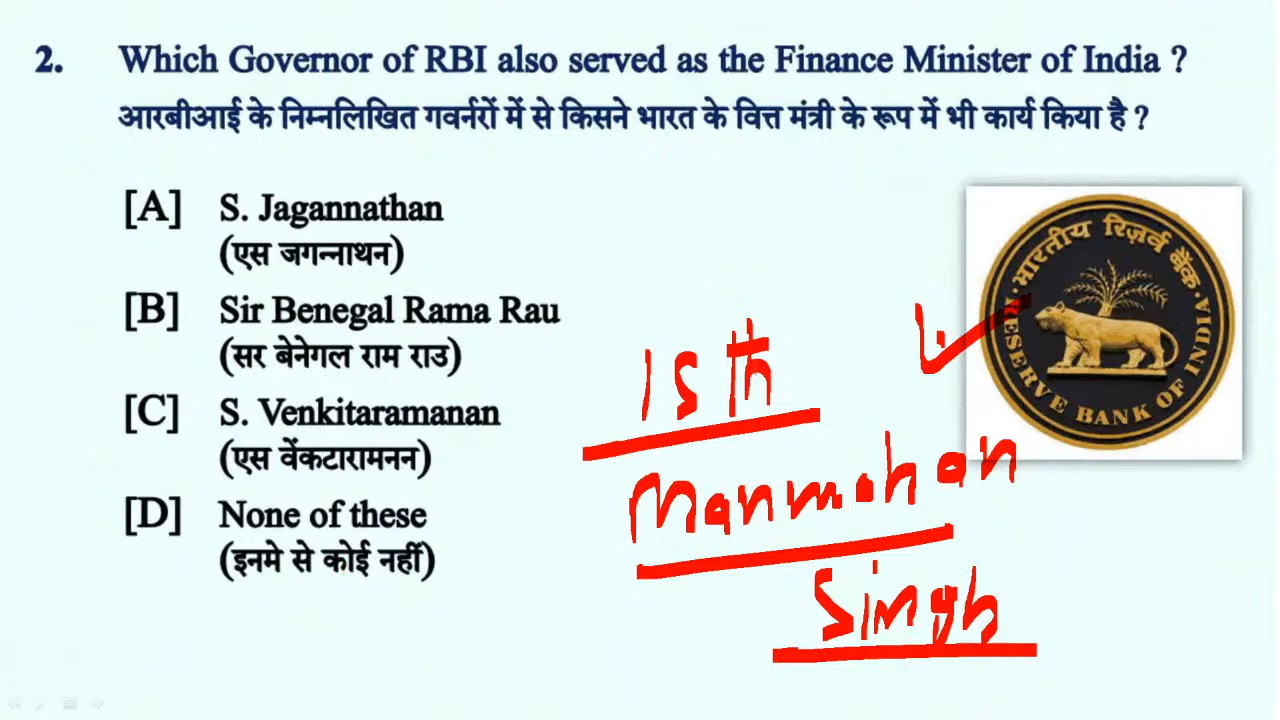 2. Which Governor of RBI also served as the Finance Minister of India ?
आरबीआई के निम्नलिखित गवर्नरों में से किसने भारत के वित्त मंत्री के रूप में भी कार्य किया है ?
[A] S. Jagannathan
(एस जगन्नाथन)
[B] Sir Benegal Rama Rau
(सर बेनेगल राम राउ)
[C] S. Venkitaramanan
(एस वेंकटारामनन)
[D] None of these
(इनमे से कोई नहीं)
भारतीय रिज़र्व बैंक
RESERVE BANK OF INDIA
15th
Manmohan
Singh